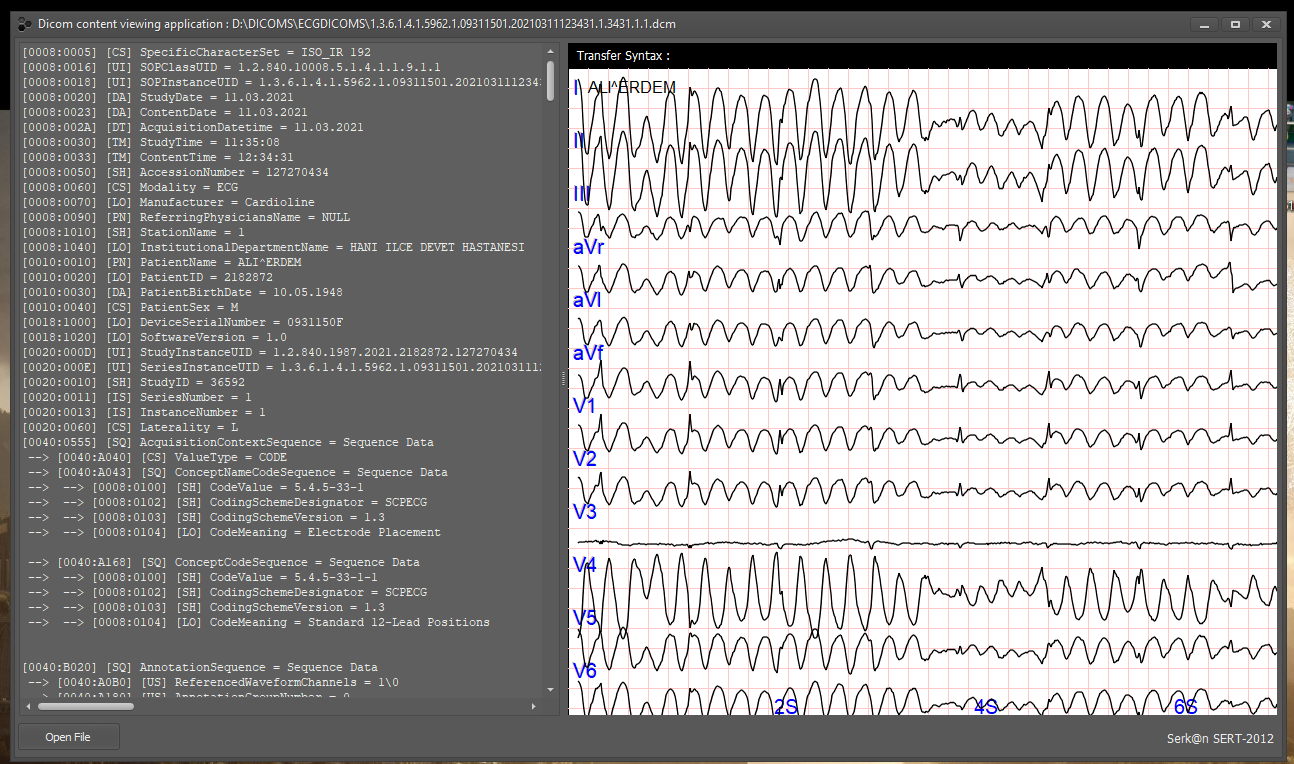 Dicom content viewing application : D:\DICOMS\ECGDICOMS\1.3.6.1.4.1.5962.1.09311501.20210311123431.1.3431.1.1.dcm
[0008:0005] [CS] SpecificCharacterSet = ISO_IR 192
[0008:0016] [UI] SOPClassUID = 1.2.840.10008.5.1.4.1.1.9.1.1
[0008:0018] [UI] SOPInstanceUID = 1.3.6.1.4.1.5962.1.09311501.2021031112343
[0008:0020] [DA] StudyDate = 11.03.2021
[0008:0023] [DA] ContentDate = 11.03.2021
[0008:002A] [DT] AcquisitionDatetime = 11.03.2021
[0008:0030] [TM] StudyTime = 11:35:08
[0008:0033] [TM] ContentTime = 12:34:31
[0008:0050] [SH] AccessionNumber = 127270434
[0008:0060] [CS] Modality = ECG
[0008:0070] [LO] Manufacturer = Cardioline
[0008:0090] [PN] ReferringPhysiciansName = NULL
[0008:1010] [SH] StationName = 1
[0008:1040] [LO] InstitutionalDepartmentName = HANI ILCE DEVET HASTANESI
[0010:0010] [PN] PatientName = ALI^ERDEM
[0010:0020] [LO] PatientID = 2182872
[0010:0030] [DA] PatientBirthDate = 10.05.1948
[0010:0040] [CS] PatientSex = M
[0018:1000] [LO] DeviceSerialNumber = 0931150F
[0018:1020] [LO] SoftwareVersion = 1.0
[0020:000D] [UI] StudyInstanceUID = 1.2.840.1987.2021.2182872.127270434
[0020:000E] [UI] SeriesInstanceUID = 1.3.6.1.4.1.5962.1.09311501.202103111
[0020:0010] [SH] StudyID = 36592
[0020:0011] [IS] SeriesNumber = 1
[0020:0013] [IS] InstanceNumber = 1
[0020:0060] [CS] Laterality = L
[0040:0555] [SQ] AcquisitionContextSequence = Sequence Data
--> [0040:A040] [CS] ValueType = CODE
--> [0040:A043] [SQ] ConceptNameCodeSequence = Sequence Data
--> --> [0008:0100] [SH] CodeValue = 5.4.5-33-1
--> --> [0008:0102] [SH] CodingSchemeDesignator = SCPECG
--> --> [0008:0103] [SH] CodingSchemeVersion = 1.3
--> --> [0008:0104] [LO] CodeMeaning = Electrode Placement
--> [0040:A168] [SQ] ConceptCodeSequence = Sequence Data
--> --> [0008:0100] [SH] CodeValue = 5.4.5-33-1-1
--> --> [0008:0102] [SH] CodingSchemeDesignator = SCPECG
--> --> [0008:0103] [SH] CodingSchemeVersion = 1.3
--> --> [0008:0104] [LO] CodeMeaning = Standard 12-Lead Positions
[0040:B020] [SQ] AnnotationSequence = Sequence Data
--> [0040:A0B0] [US] ReferencedWaveformChannels = 1\0
--> [0040:A180] [US] AnnotationGroupNumber = 0
Open File
Transfer Syntax :
I ALI^ERDEM
II
III
aVr
aVl
aVf
V1
V2
V3
V4
V5
V6
2S 4S 6S
Serk@n SERT-2012